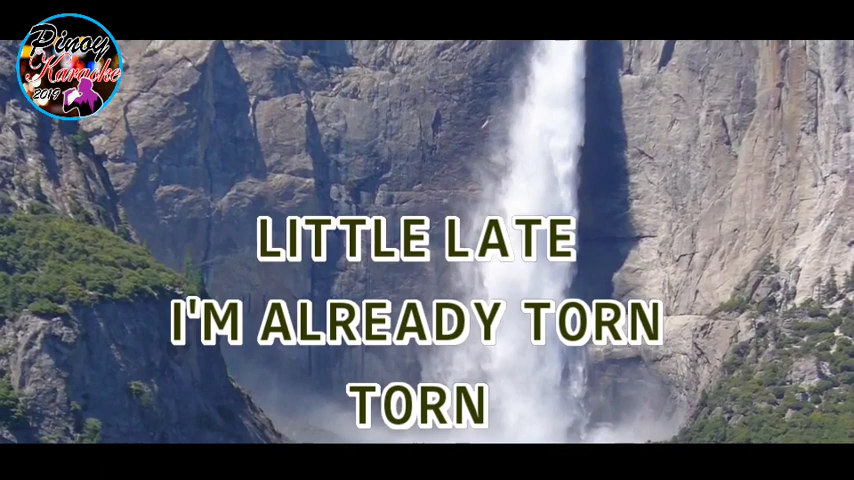 Pinoy
Karaoke
2019
LITTLE LATE
I'M ALREADY TORN
TORN